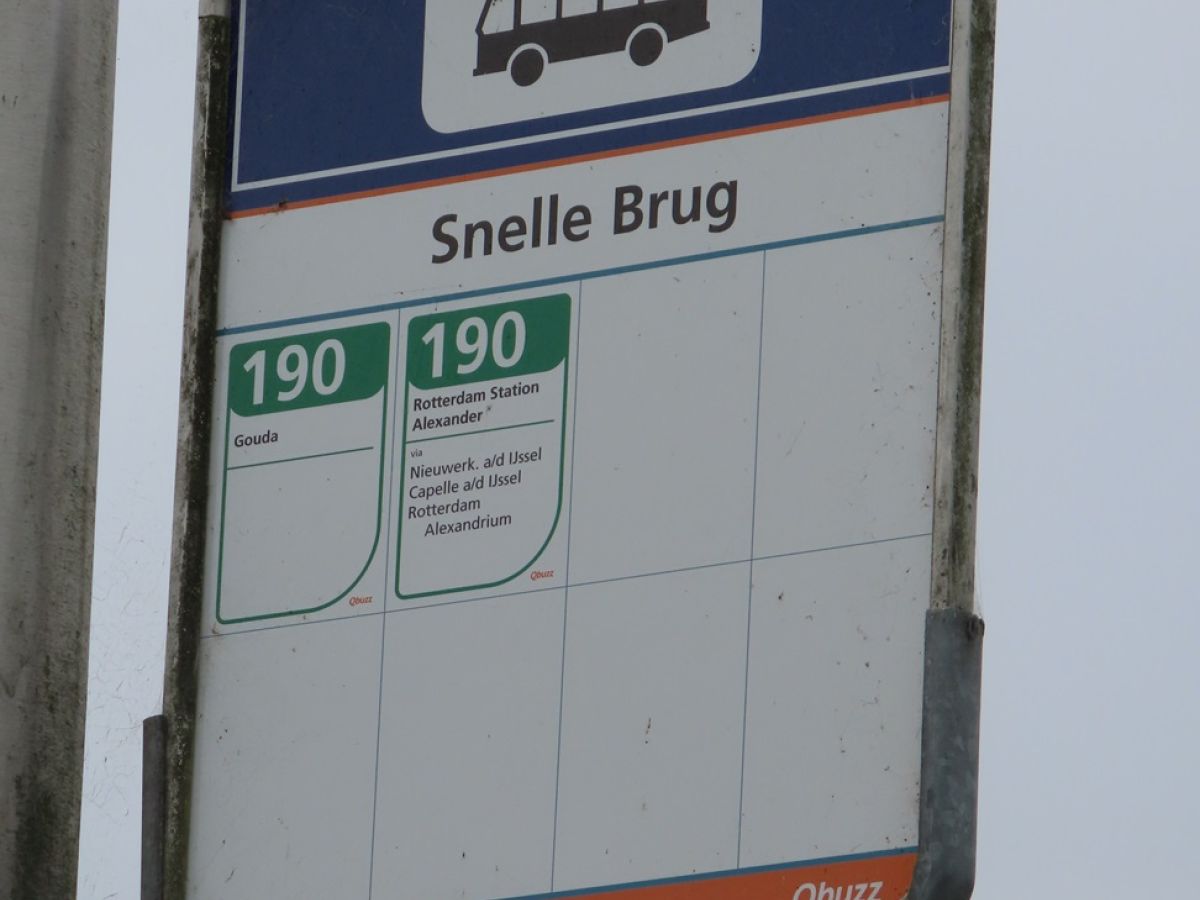 Snelle Brug
190
Gouda
Qbuzz
190
Rotterdam Station
Alexander
via
Nieuwerk. a/d IJssel
Capelle a/d IJssel
Rotterdam
Alexandrium
Qbuzz
Qbuzz